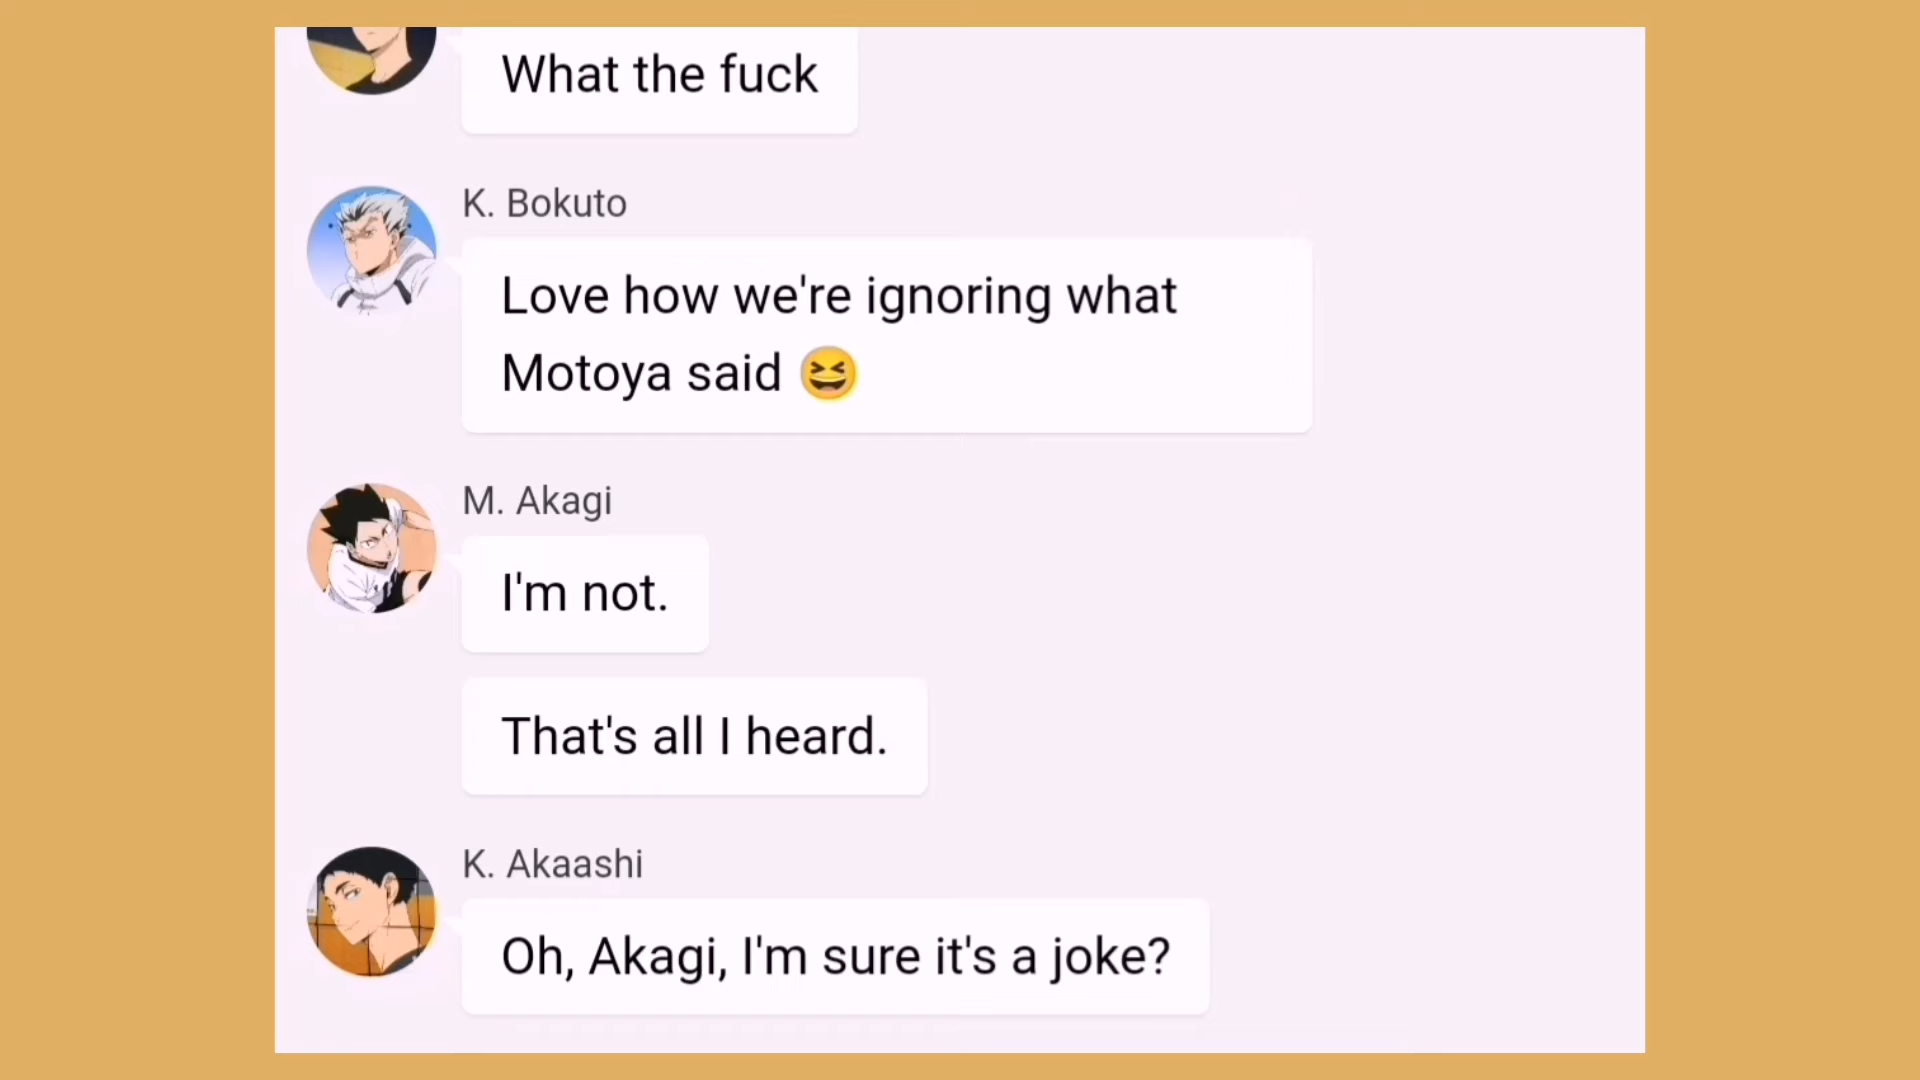 What the fuck
K. Bokuto
Love how we're ignoring what
Motoya said 😆
M. Akagi
I'm not.
That's all I heard.
K. Akaashi
Oh, Akagi, I'm sure it's a joke?